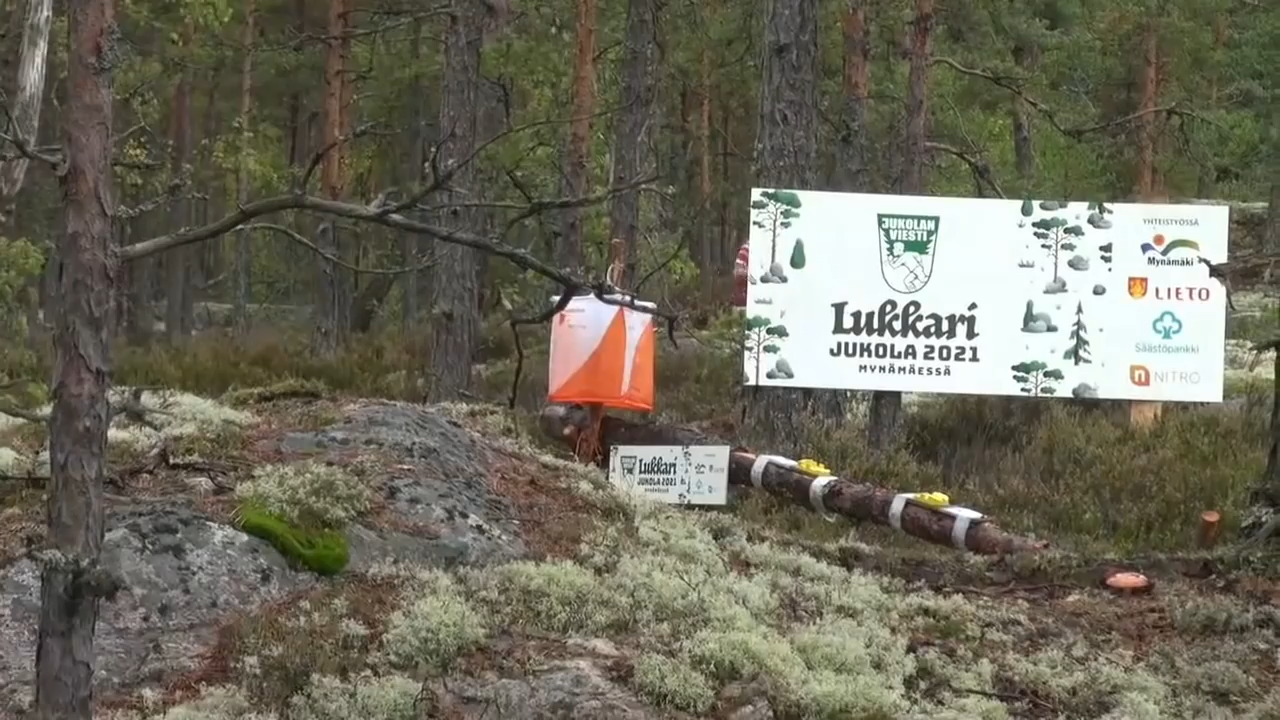 JUKOLAN
VIESTI
Lukkari
JUKOLA 2021
MYNÄMÄESSÄ
YHTEISTYÖSSÄ
Mynämäki
LIETO
Säästöpankki
NITRO
Lukkari
JUKOLA 2021